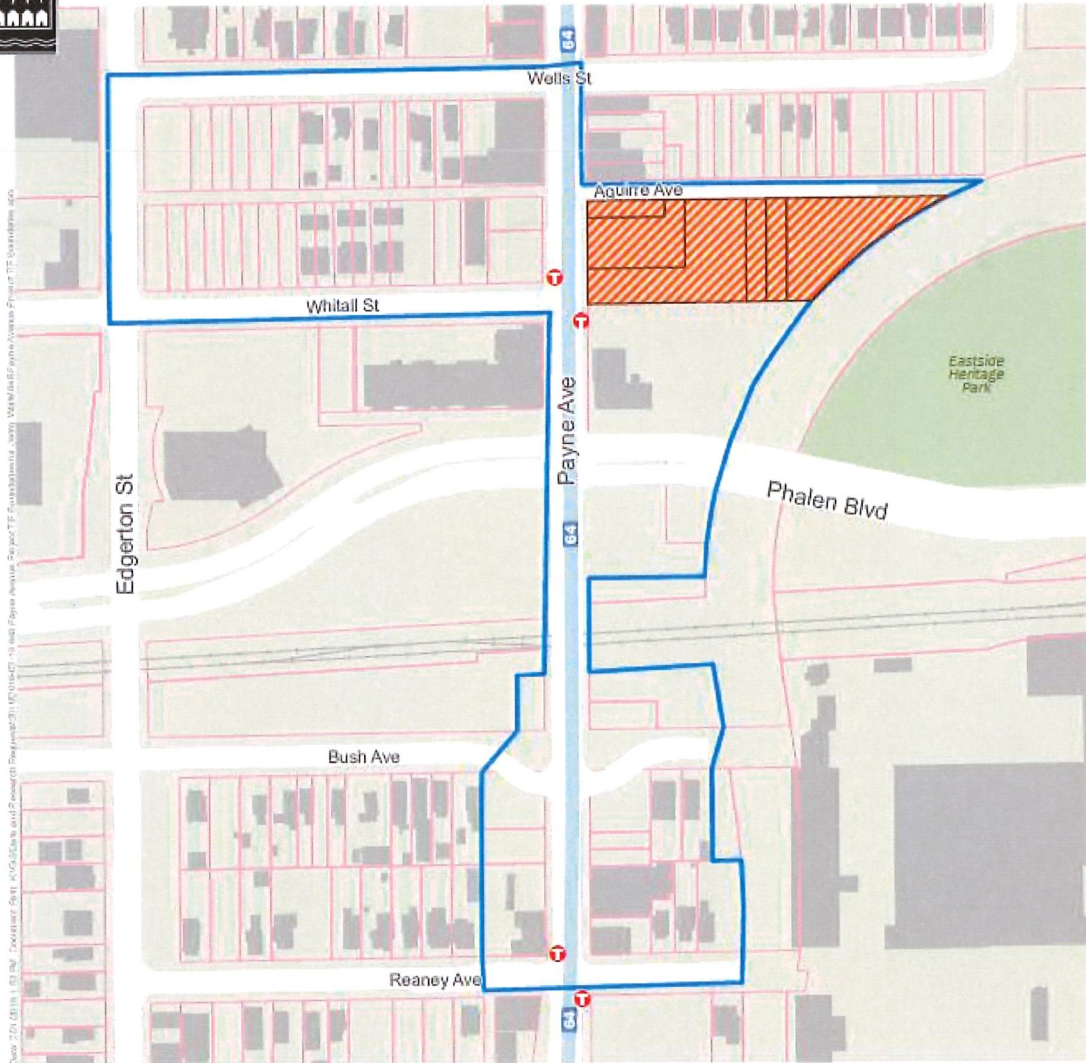 64
Wells St
Aguirre Ave
T
Whitall St
T
Eastside
Heritage
Park
Payne Ave
Phalen Blvd
Edgerton St
64
Bush Ave
T
Reaney Ave
T
64